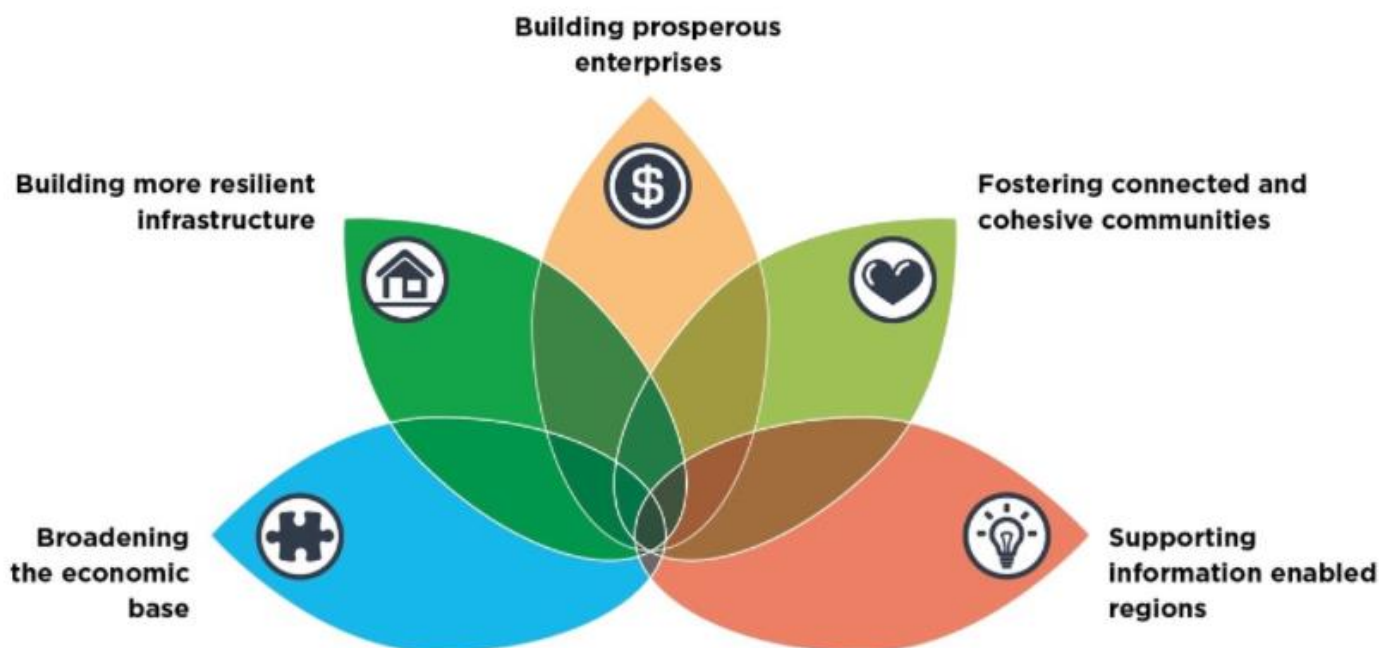 Building prosperous
enterprises
Building more resilient
infrastructure
Fostering connected and
cohesive communities
$
Broadening
the economic
base
Supporting
information enabled
regions